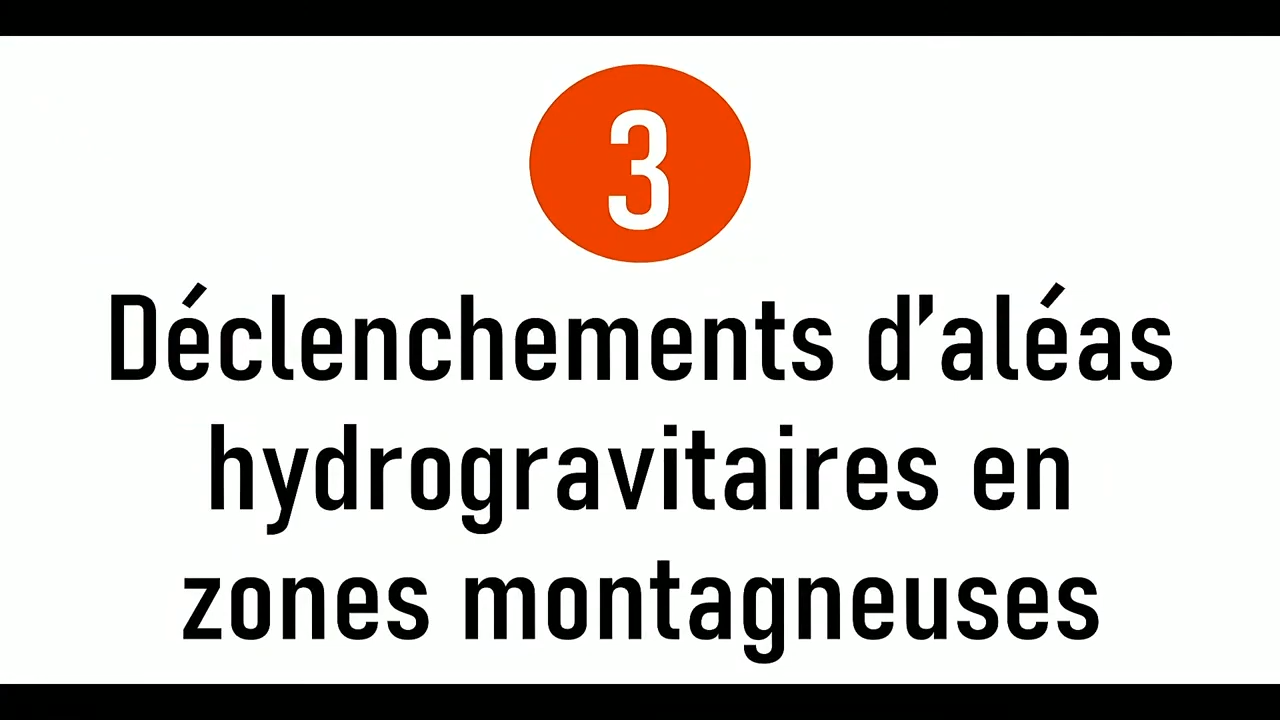 3
Déclenchements d’aléas
hydrogravitaires en
zones montagneuses